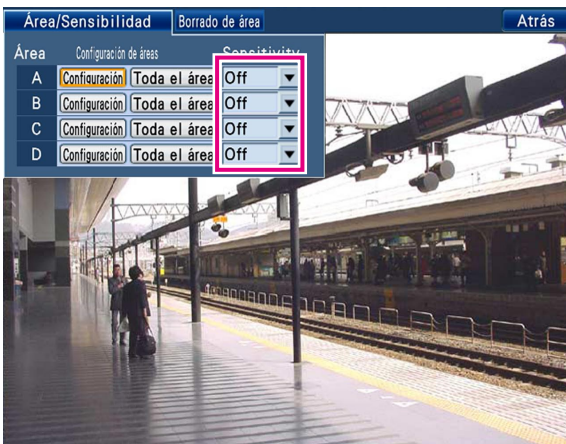 Área/Sensibilidad Borrado de área Atrás
Área Configuración de áreas Sensitivity
A Configuración Toda el área Off
B Configuración Toda el área Off
C Configuración Toda el área Off
D Configuración Toda el área Off